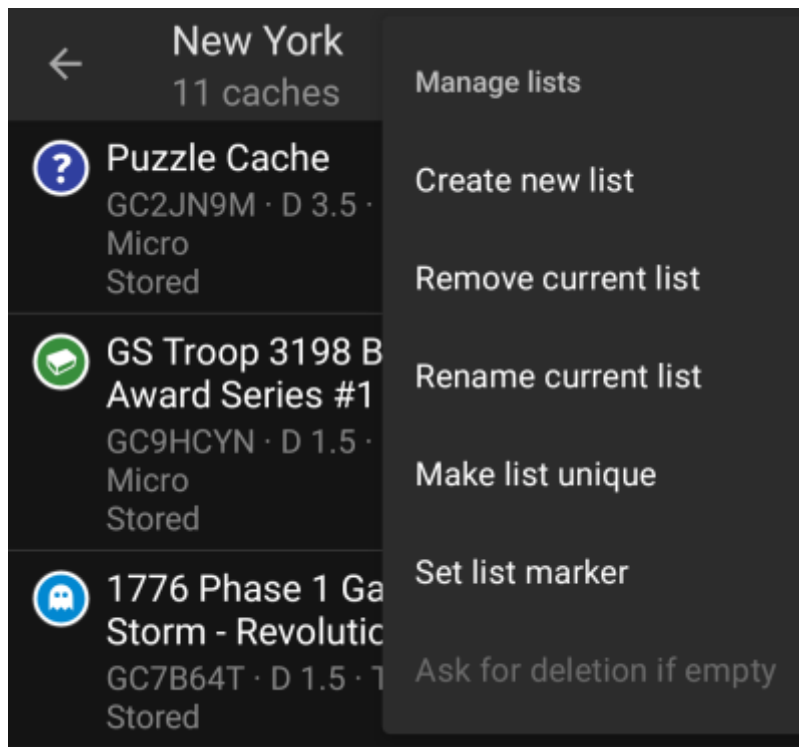 New York
11 caches
Puzzle Cache
GC2JN9M · D 3.5 ·
Micro
Stored
GS Troop 3198 B
Award Series #1
GC9HCYN · D 1.5 ·
Micro
Stored
1776 Phase 1 Ga
Storm - Revolutio
GC7B64T · D 1.5 · T
Stored
Manage lists
Create new list
Remove current list
Rename current list
Make list unique
Set list marker
Ask for deletion if empty